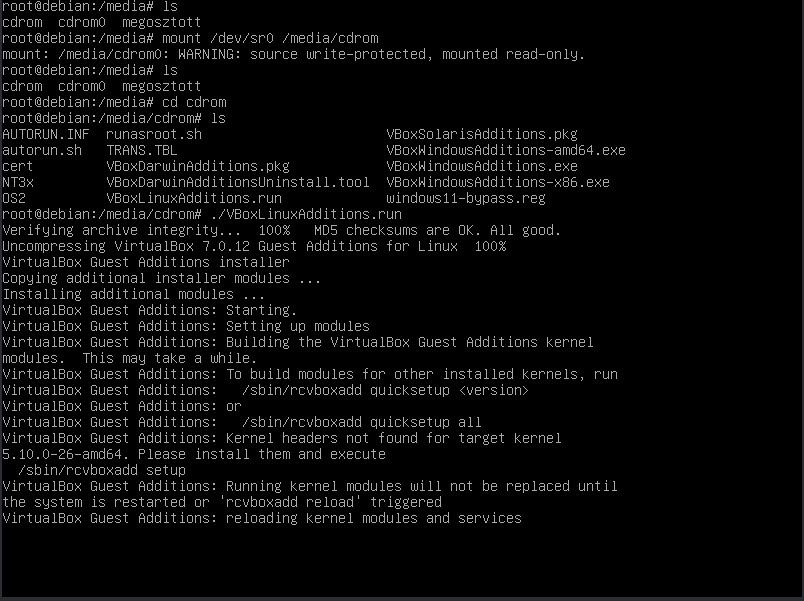 root@debian:/media# ls
cdrom  cdrom0  megosztott
root@debian:/media# mount /dev/sr0 /media/cdrom
mount: /media/cdrom0: WARNING: source write-protected, mounted read-only.
root@debian:/media# ls
cdrom  cdrom0  megosztott
root@debian:/media# cd cdrom
root@debian:/media/cdrom# ls
AUTORUN.INF  runasroot.sh                       VBoxSolarisAdditions.pkg
autorun.sh   TRANS.TBL                          VBoxWindowsAdditions-amd64.exe
cert         VBoxDarwinAdditions.pkg            VBoxWindowsAdditions.exe
NT3x         VBoxDarwinAdditionsUninstall.tool  VBoxWindowsAdditions-x86.exe
OS2          VBoxLinuxAdditions.run             windows11-bypass.reg
root@debian:/media/cdrom# ./VBoxLinuxAdditions.run
Verifying archive integrity...  100%   MD5 checksums are OK. All good.
Uncompressing VirtualBox 7.0.12 Guest Additions for Linux  100%
VirtualBox Guest Additions installer
Copying additional installer modules ...
Installing additional modules ...
VirtualBox Guest Additions: Starting.
VirtualBox Guest Additions: Setting up modules
VirtualBox Guest Additions: Building the VirtualBox Guest Additions kernel
modules.  This may take a while.
VirtualBox Guest Additions: To build modules for other installed kernels, run
VirtualBox Guest Additions:   /sbin/rcvboxadd quicksetup <version>
VirtualBox Guest Additions: or
VirtualBox Guest Additions:   /sbin/rcvboxadd quicksetup all
VirtualBox Guest Additions: Kernel headers not found for target kernel
5.10.0-26-amd64. Please install them and execute
  /sbin/rcvboxadd setup
VirtualBox Guest Additions: Running kernel modules will not be replaced until
the system is restarted or 'rcvboxadd reload' triggered
VirtualBox Guest Additions: reloading kernel modules and services